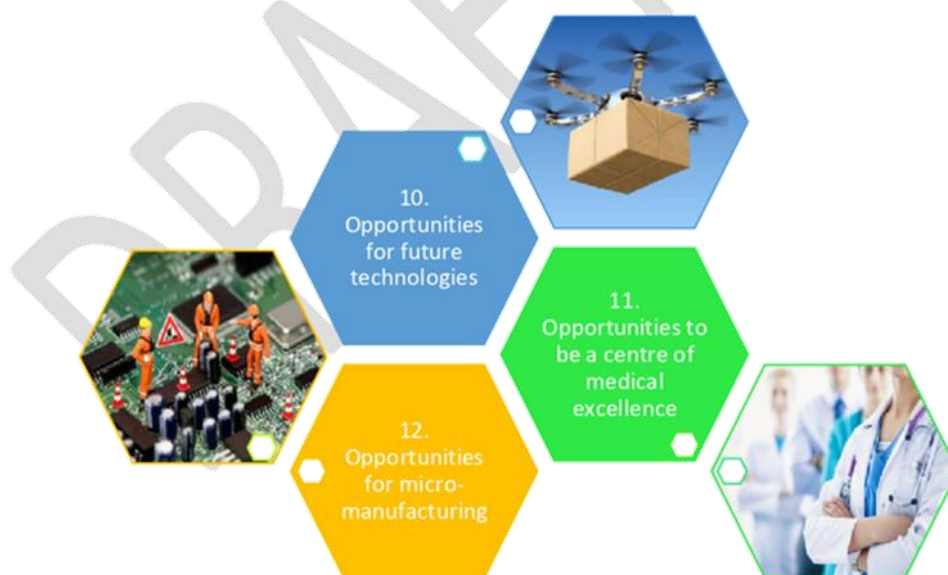 DRAFT
10.
Opportunities
for future
technologies
11.
Opportunities to
be a centre of
medical
excellence
12.
Opportunities
for micro-
manufacturing